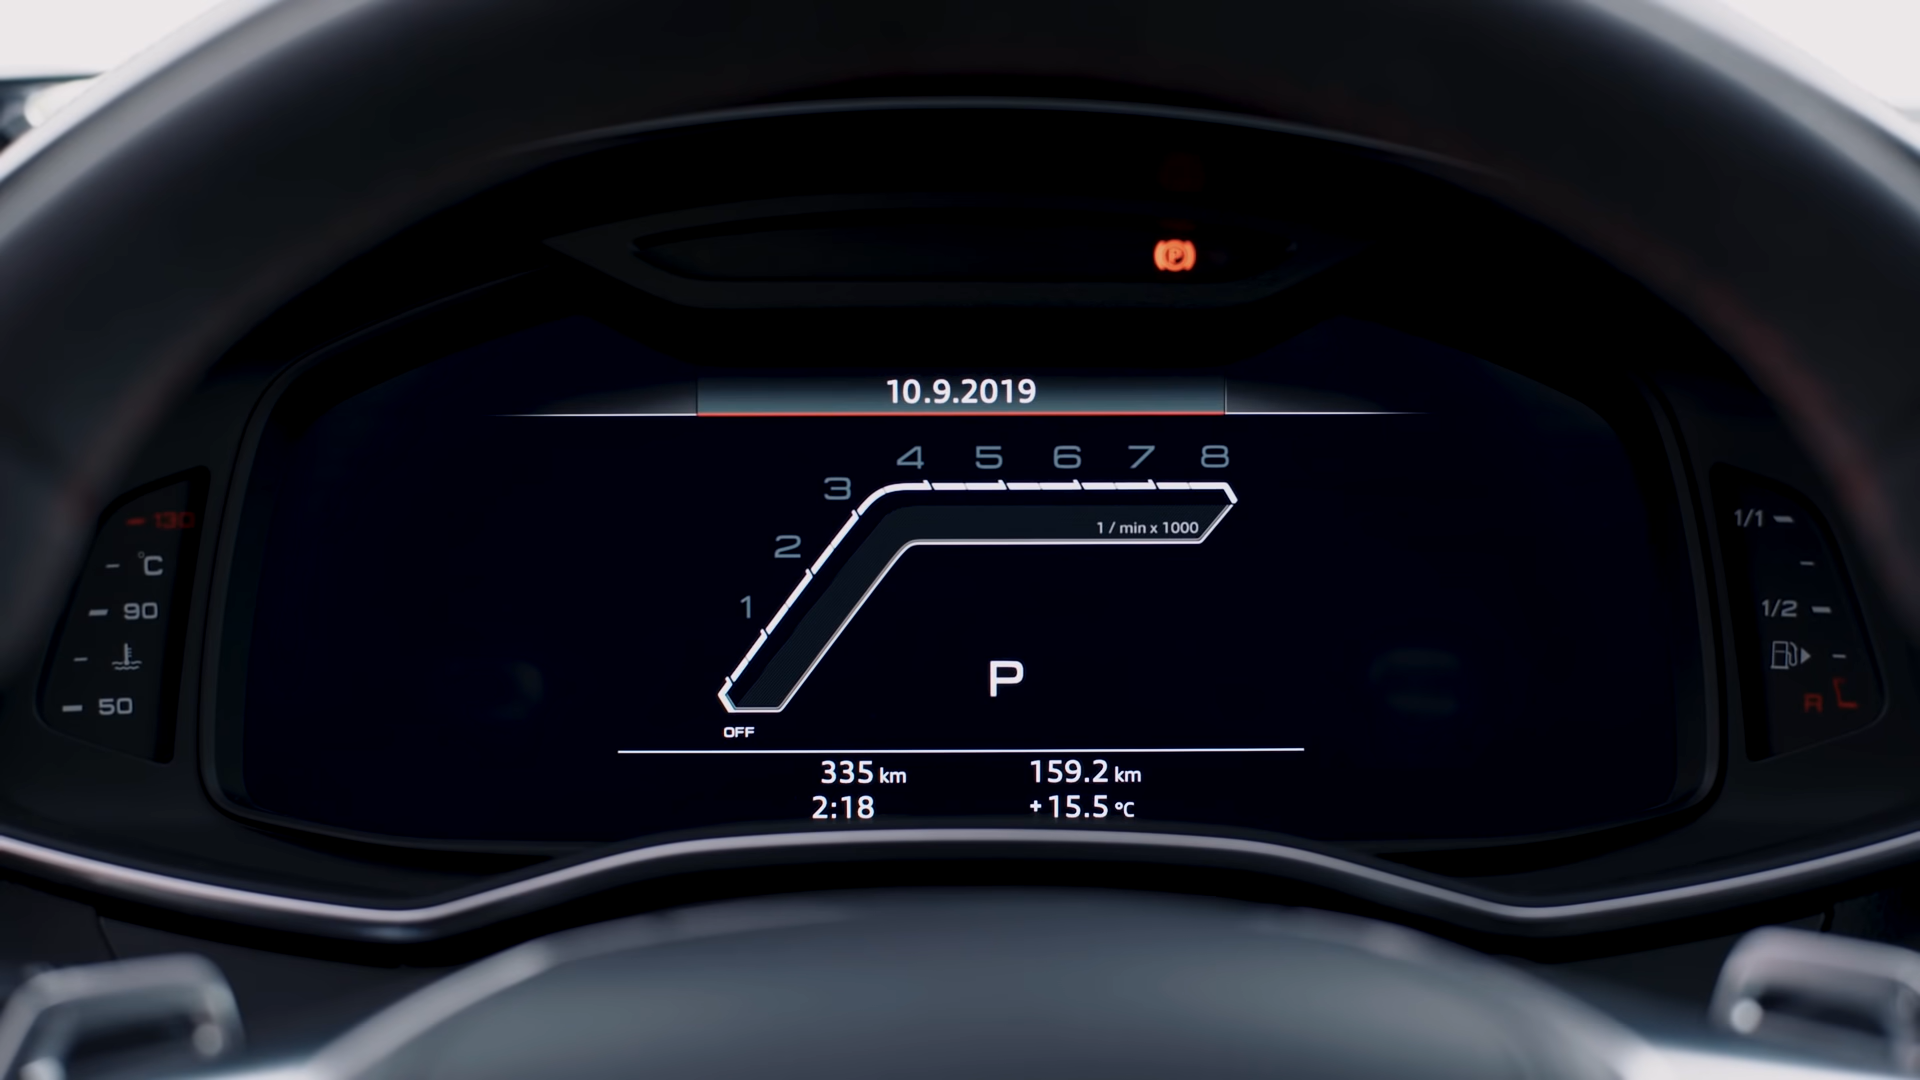 P
10.9.2019
4 5 6 7 8
3
2
1
1 / min x 1000
P
OFF
335 km 159.2 km
2:18 +15.5 °C
130
°C
90
50
1/1
1/2
R